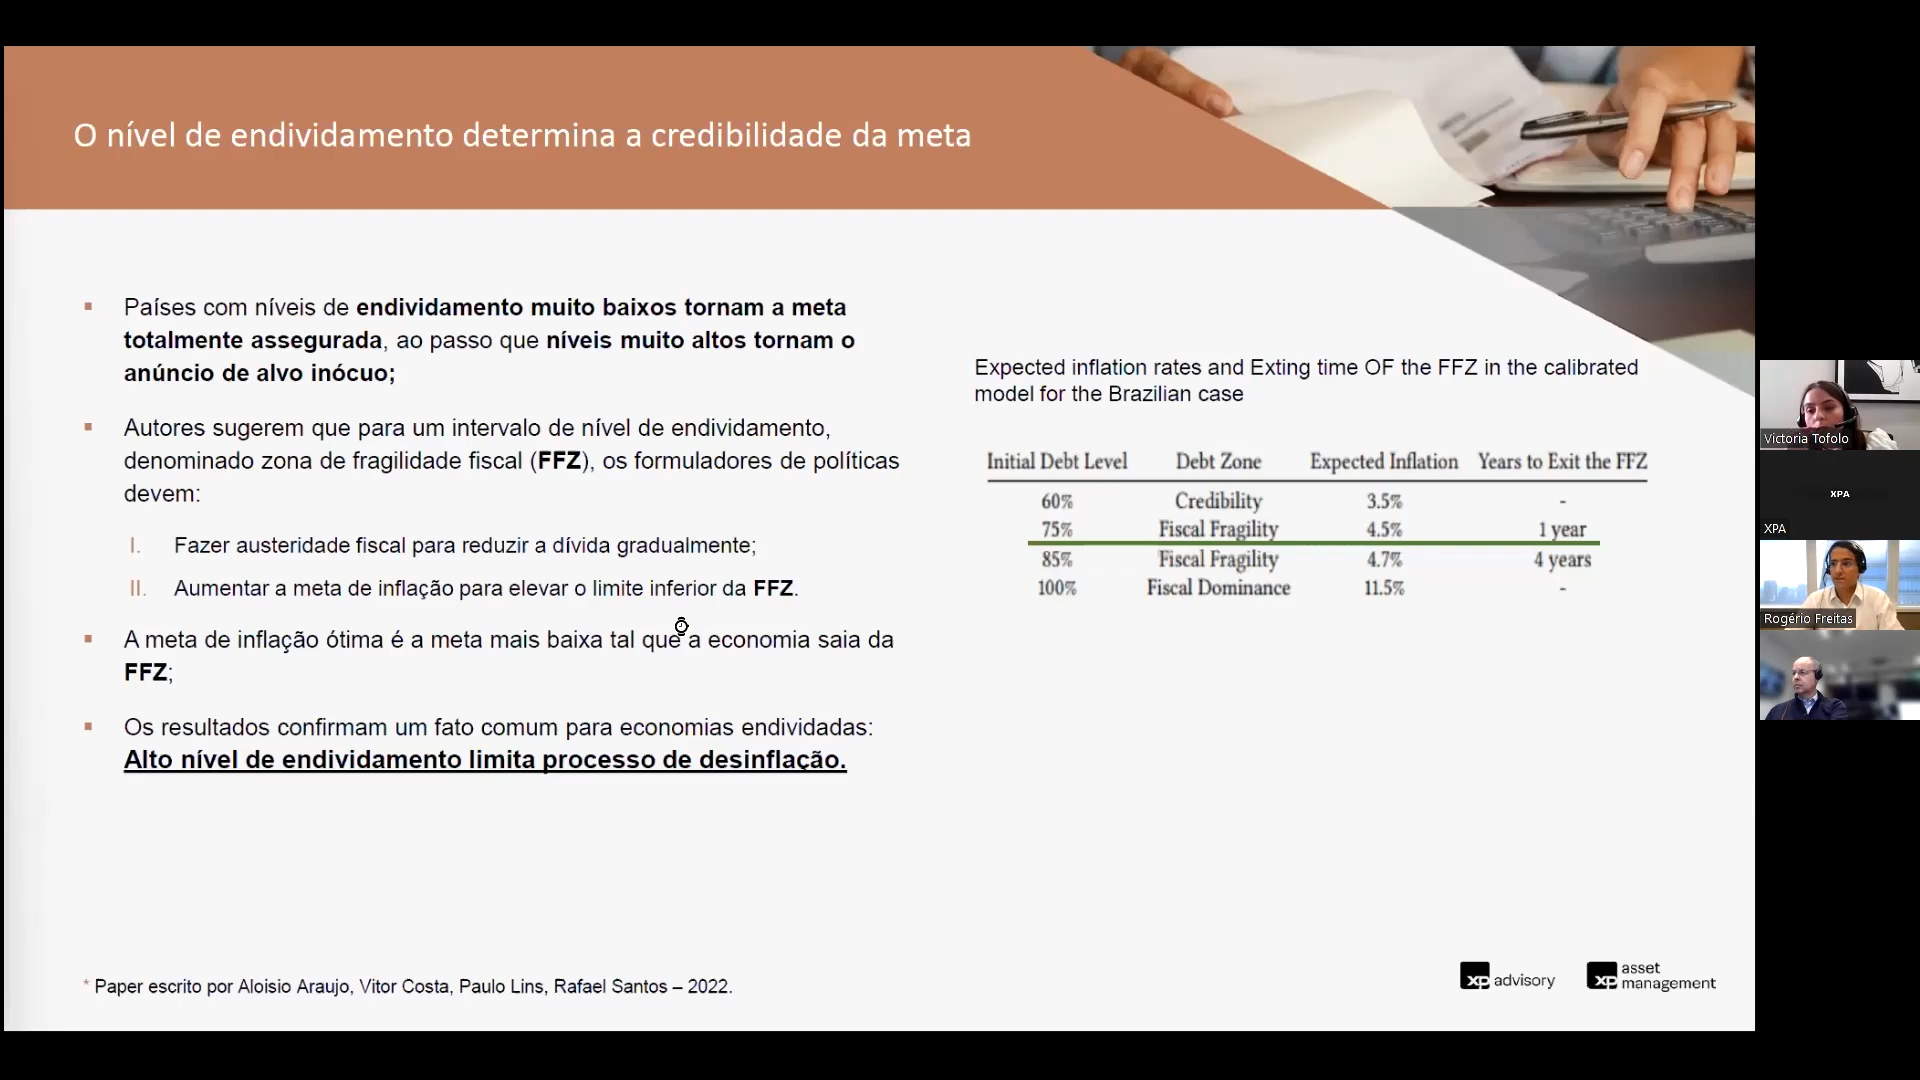 O nível de endividamento determina a credibilidade da meta
Países com níveis de endividamento muito baixos tornam a meta
totalmente assegurada, ao passo que níveis muito altos tornam o
anúncio de alvo inócuo;
Autores sugerem que para um intervalo de nível de endividamento,
denominado zona de fragilidade fiscal (FFZ), os formuladores de políticas
devem:
I. Fazer austeridade fiscal para reduzir a dívida gradualmente;
II. Aumentar a meta de inflação para elevar o limite inferior da FFZ.
A meta de inflação ótima é a meta mais baixa tal que a economia saia da
FFZ;
Os resultados confirmam um fato comum para economias endividadas:
Alto nível de endividamento limita processo de desinflação.
Expected inflation rates and Exting time OF the FFZ in the calibrated
model for the Brazilian case
Initial Debt Level Debt Zone Expected Inflation Years to Exit the FFZ
60% Credibility 3.5% -
75% Fiscal Fragility 4.5% 1 year
85% Fiscal Fragility 4.7% 4 years
100% Fiscal Dominance 11.5% -
* Paper escrito por Aloisio Araujo, Vitor Costa, Paulo Lins, Rafael Santos – 2022.
xp advisory
xp asset
management
Victoria Tofolo
XPA
XPA
Rogério Freitas